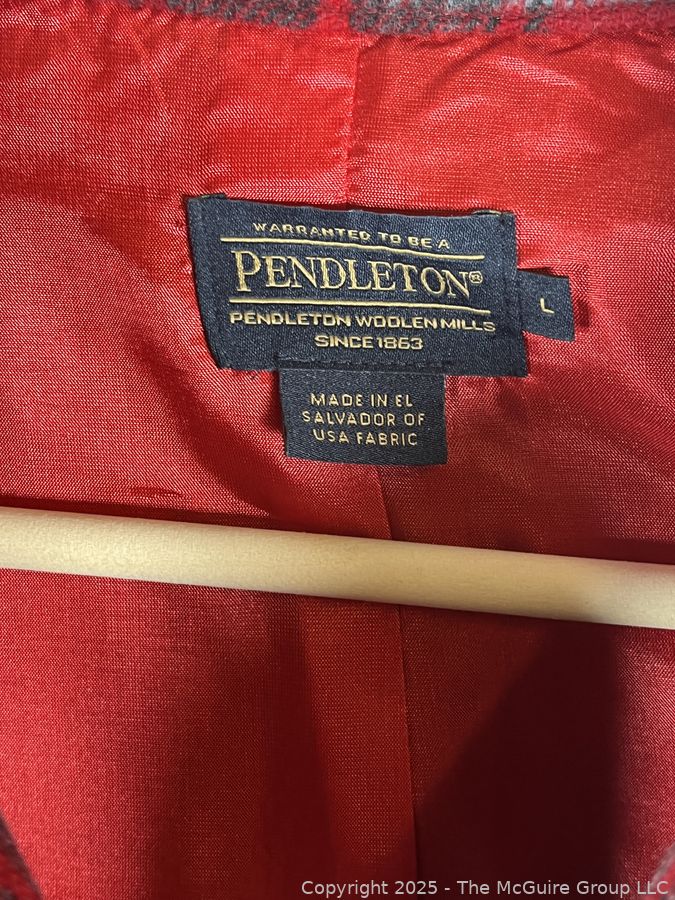 WARRANTED TO BE A
PENDLETON®
PENDLETON WOOLEN MILLS
SINCE 1863
L
MADE IN EL
SALVADOR OF
USA FABRIC
Copyright 2025 - The McGuire Group LLC